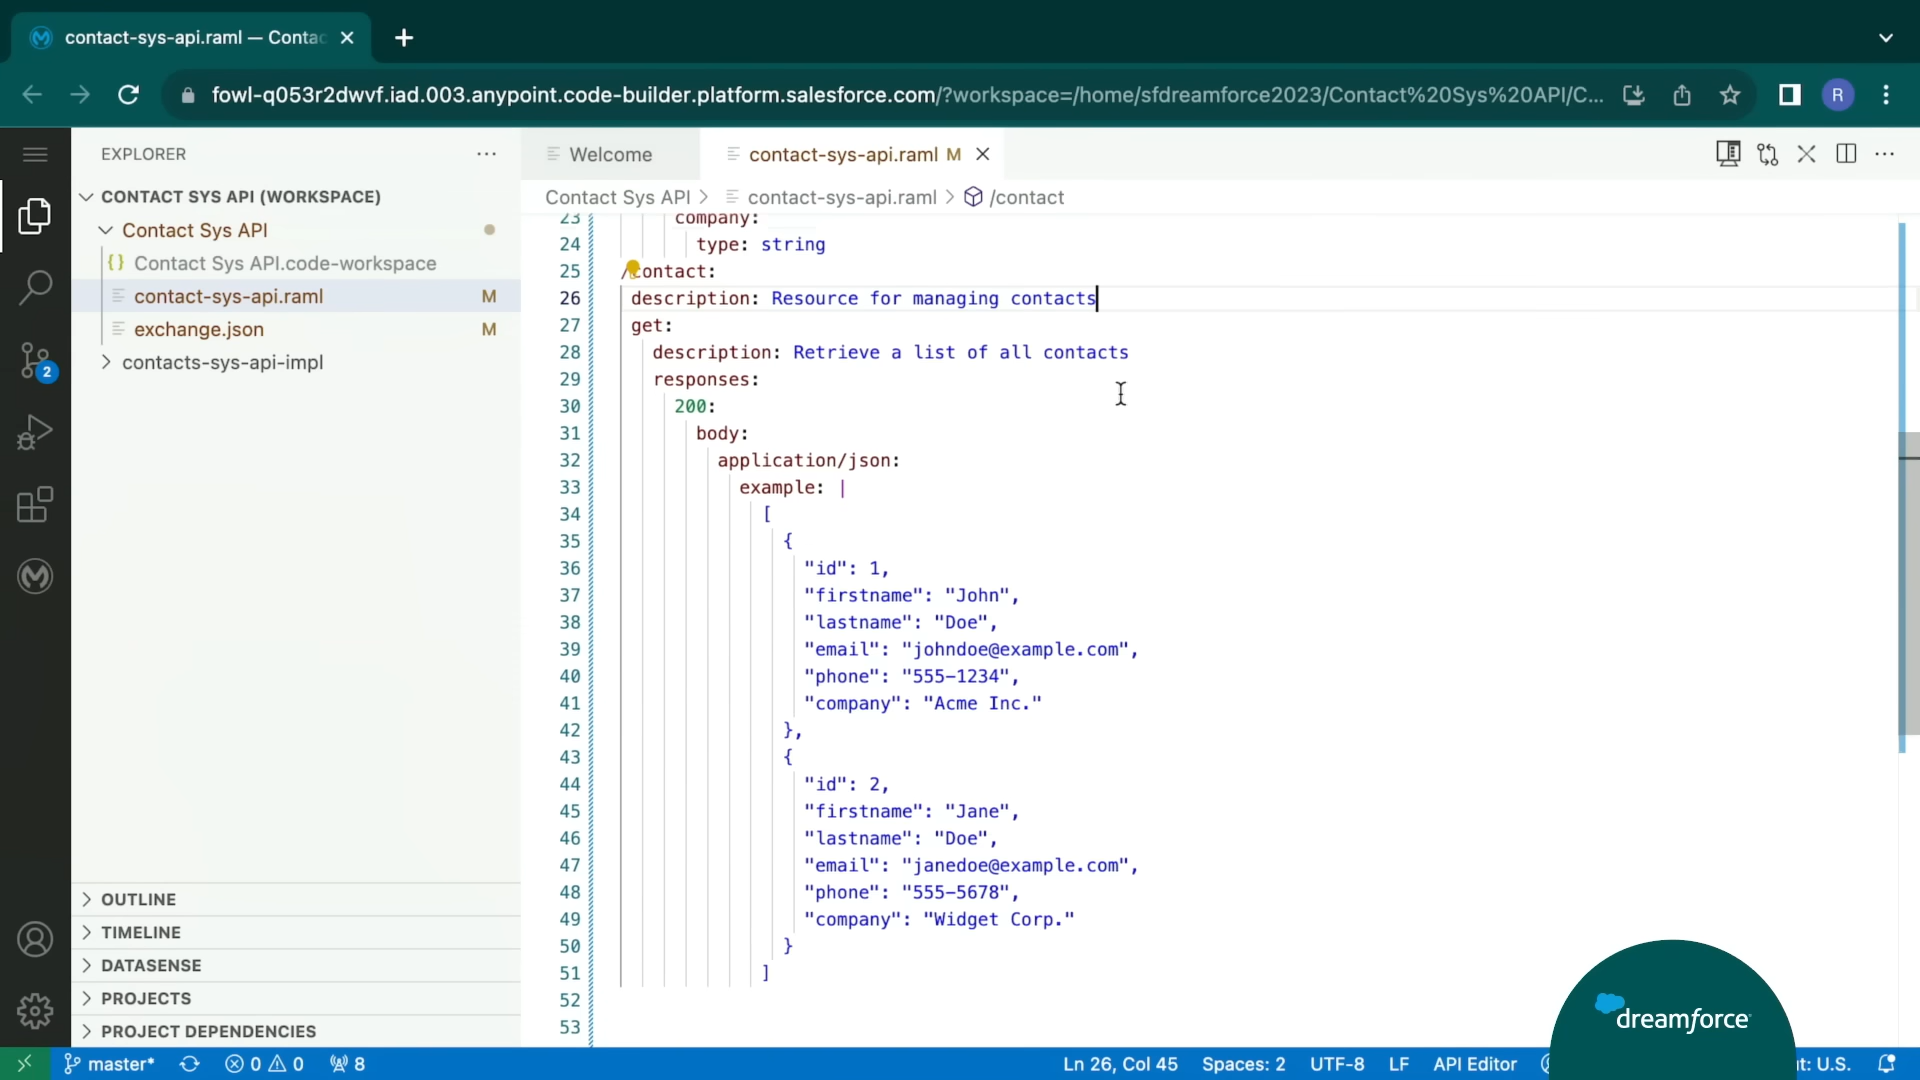 contact-sys-api.raml — Conta
fowl-q053r2dwvf.iad.003.anypoint.code-builder.platform.salesforce.com/?workspace=/home/sfdreamforce2023/Contact%20Sys%20API/C...
R
EXPLORER
CONTACT SYS API (WORKSPACE)
Contact Sys API
{} Contact Sys API.code-workspace
contact-sys-api.raml M
exchange.json M
contacts-sys-api-impl
2
OUTLINE
TIMELINE
DATASENSE
PROJECTS
PROJECT DEPENDENCIES
Welcome
contact-sys-api.raml M
Contact Sys API > contact-sys-api.raml > /contact
23 company:
24 type: string
25 /contact:
26 description: Resource for managing contacts
27 get:
28 description: Retrieve a list of all contacts
29 responses:
30 200:
31 body:
32 application/json:
33 example: |
34 [
35 {
36 "id": 1,
37 "firstname": "John",
38 "lastname": "Doe",
39 "email": "johndoe@example.com",
40 "phone": "555-1234",
41 "company": "Acme Inc."
42 },
43 {
44 "id": 2,
45 "firstname": "Jane",
46 "lastname": "Doe",
47 "email": "janedoe@example.com",
48 "phone": "555-5678",
49 "company": "Widget Corp."
50 }
51 ]
52
53
dreamforce
master* 0 0 8 Ln 26, Col 45 Spaces: 2 UTF-8 LF API Editor t: U.S.